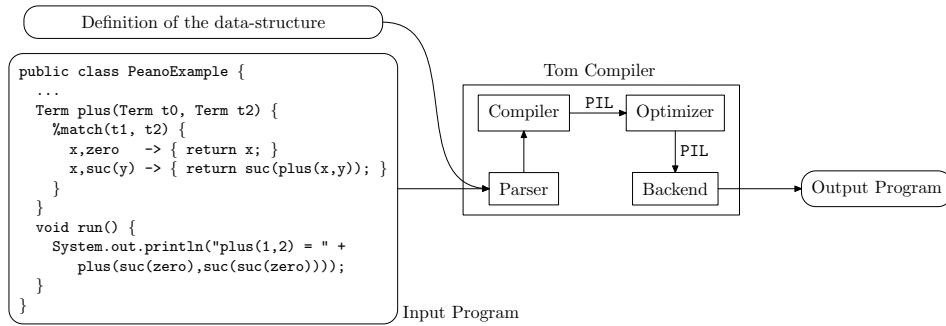 Definition of the data-structure
public class PeanoExample {
  ...
  Term plus(Term t0, Term t2) {
    %match(t1, t2) {
      x,zero   -> { return x; }
      x,suc(y) -> { return suc(plus(x,y)); }
    }
  }
  void run() {
    System.out.println("plus(1,2) = " +
       plus(suc(zero),suc(suc(zero))));
  }
}
Input Program
Tom Compiler
Compiler
PIL
Optimizer
PIL
Parser
Backend
Output Program